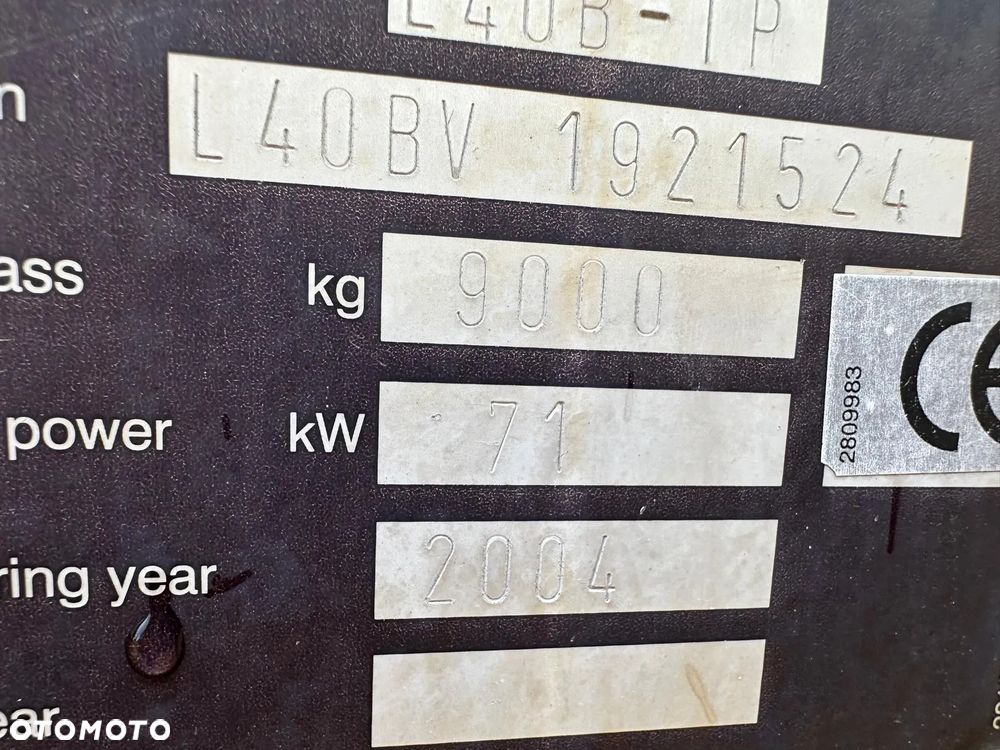 L40B-TP
n
L40BV 1921524
ass kg 9000
2809983
CE
power kW 71
ring year 2004
ear
OTOMOTO